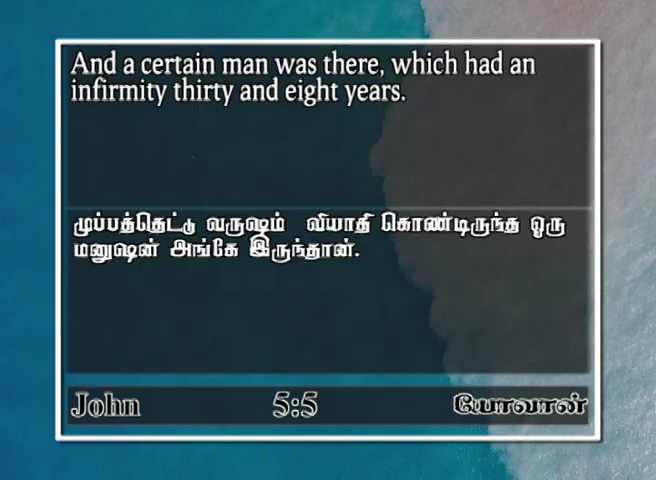 And a certain man was there, which had an
infirmity thirty and eight years.
முப்பத்தெட்டு வருஷம் வியாதி கொண்டிருந்த ஒரு
மனுஷன் அங்கே இருந்தான்.
John 5:5 யோவான்